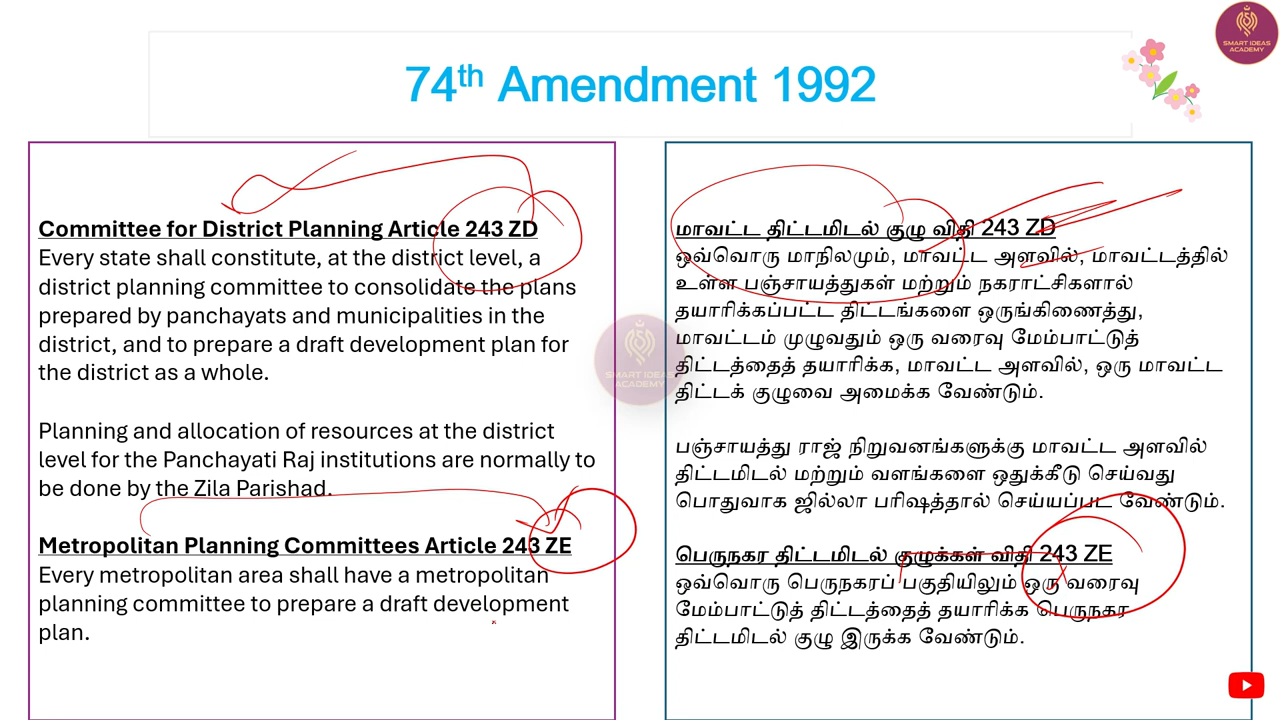 SMART IDEAS
ACADEMY
74th Amendment 1992
Committee for District Planning Article 243 ZD
Every state shall constitute, at the district level, a
district planning committee to consolidate the plans
prepared by panchayats and municipalities in the
district, and to prepare a draft development plan for
the district as a whole.
Planning and allocation of resources at the district
level for the Panchayati Raj institutions are normally to
be done by the Zila Parishad.
Metropolitan Planning Committees Article 243 ZE
Every metropolitan area shall have a metropolitan
planning committee to prepare a draft development
plan.
மாவட்ட திட்டமிடல் குழு விதி 243 ZD
ஒவ்வொரு மாநிலமும், மாவட்ட அளவில், மாவட்டத்தில்
உள்ள பஞ்சாயத்துகள் மற்றும் நகராட்சிகளால்
தயாரிக்கப்பட்ட திட்டங்களை ஒருங்கிணைத்து,
மாவட்டம் முழுவதும் ஒரு வரைவு மேம்பாட்டுத்
திட்டத்தைத் தயாரிக்க, மாவட்ட அளவில், ஒரு மாவட்ட
திட்டக் குழுவை அமைக்க வேண்டும்.
பஞ்சாயத்து ராஜ் நிறுவனங்களுக்கு மாவட்ட அளவில்
திட்டமிடல் மற்றும் வளங்களை ஒதுக்கீடு செய்வது
பொதுவாக ஜில்லா பரிஷத்தால் செய்யப்பட வேண்டும்.
பெருநகர திட்டமிடல் குழுக்கள் விதி 243 ZE
ஒவ்வொரு பெருநகரப் பகுதியிலும் ஒரு வரைவு
மேம்பாட்டுத் திட்டத்தைத் தயாரிக்க பெருநகர
திட்டமிடல் குழு இருக்க வேண்டும்.
SMART IDEAS
ACADEMY